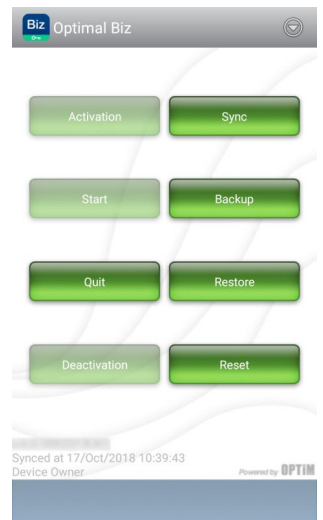 Biz
Optimal Biz
Activation
Sync
Start
Backup
Quit
Restore
Deactivation
Reset
Synced at 17/Oct/2018 10:39:43
Device Owner
Powered by OPTiM